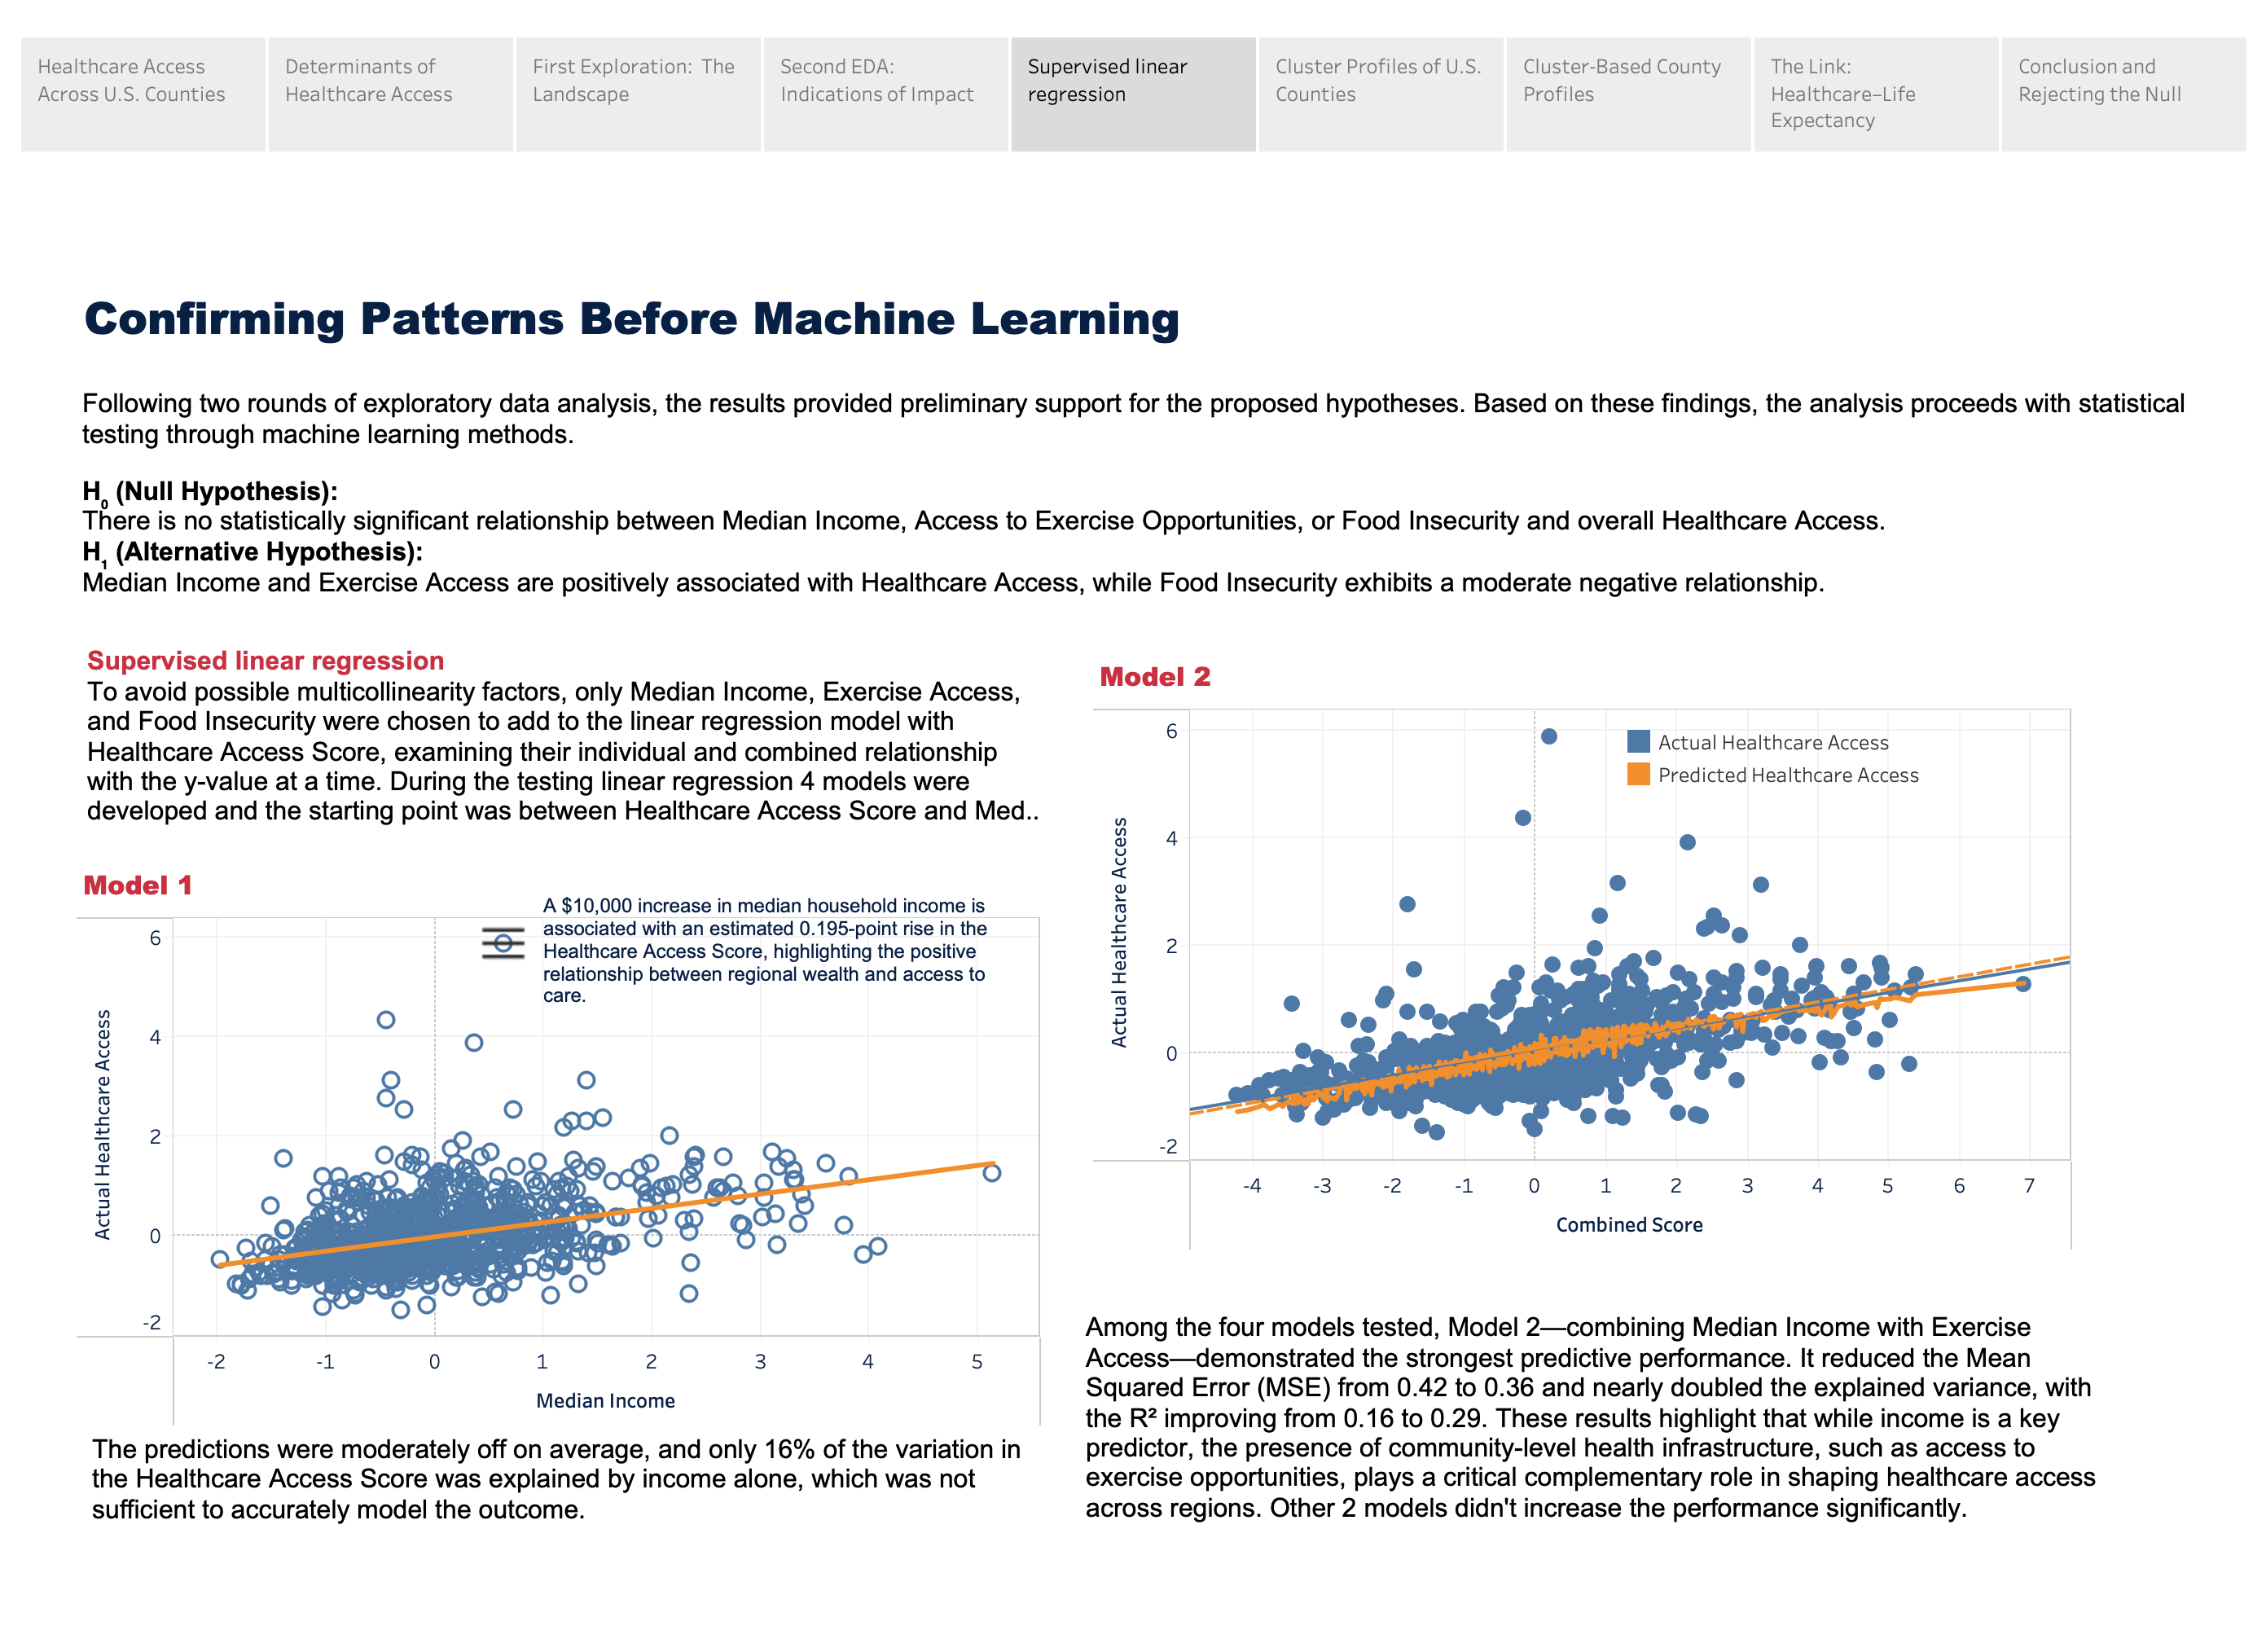 Healthcare Access
Across U.S. Counties
Determinants of
Healthcare Access
First Exploration: The
Landscape
Second EDA:
Indications of Impact
Supervised linear
regression
Cluster Profiles of U.S.
Counties
Cluster-Based County
Profiles
The Link:
Healthcare–Life
Expectancy
Conclusion and
Rejecting the Null
Confirming Patterns Before Machine Learning
Following two rounds of exploratory data analysis, the results provided preliminary support for the proposed hypotheses. Based on these findings, the analysis proceeds with statistical
testing through machine learning methods.
H₀ (Null Hypothesis):
There is no statistically significant relationship between Median Income, Access to Exercise Opportunities, or Food Insecurity and overall Healthcare Access.
H₁ (Alternative Hypothesis):
Median Income and Exercise Access are positively associated with Healthcare Access, while Food Insecurity exhibits a moderate negative relationship.
Supervised linear regression
To avoid possible multicollinearity factors, only Median Income, Exercise Access,
and Food Insecurity were chosen to add to the linear regression model with
Healthcare Access Score, examining their individual and combined relationship
with the y-value at a time. During the testing linear regression 4 models were
developed and the starting point was between Healthcare Access Score and Med..
Model 1
A $10,000 increase in median household income is
associated with an estimated 0.195-point rise in the
Healthcare Access Score, highlighting the positive
relationship between regional wealth and access to
care.
6
4
2
0
-2
Actual Healthcare Access
-2 -1 0 1 2 3 4 5
Median Income
The predictions were moderately off on average, and only 16% of the variation in
the Healthcare Access Score was explained by income alone, which was not
sufficient to accurately model the outcome.
Model 2
Actual Healthcare Access
Predicted Healthcare Access
6
4
2
0
-2
Actual Healthcare Access
-4 -3 -2 -1 0 1 2 3 4 5 6 7
Combined Score
Among the four models tested, Model 2—combining Median Income with Exercise
Access—demonstrated the strongest predictive performance. It reduced the Mean
Squared Error (MSE) from 0.42 to 0.36 and nearly doubled the explained variance, with
the R² improving from 0.16 to 0.29. These results highlight that while income is a key
predictor, the presence of community-level health infrastructure, such as access to
exercise opportunities, plays a critical complementary role in shaping healthcare access
across regions. Other 2 models didn't increase the performance significantly.